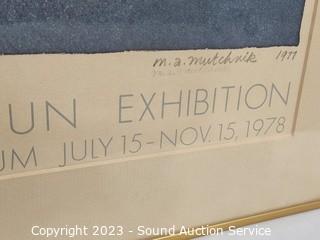 m.a.mutchnik 1977
UN EXHIBITION
UM JULY 15-NOV. 15, 1978
Copyright 2023 - Sound Auction Service